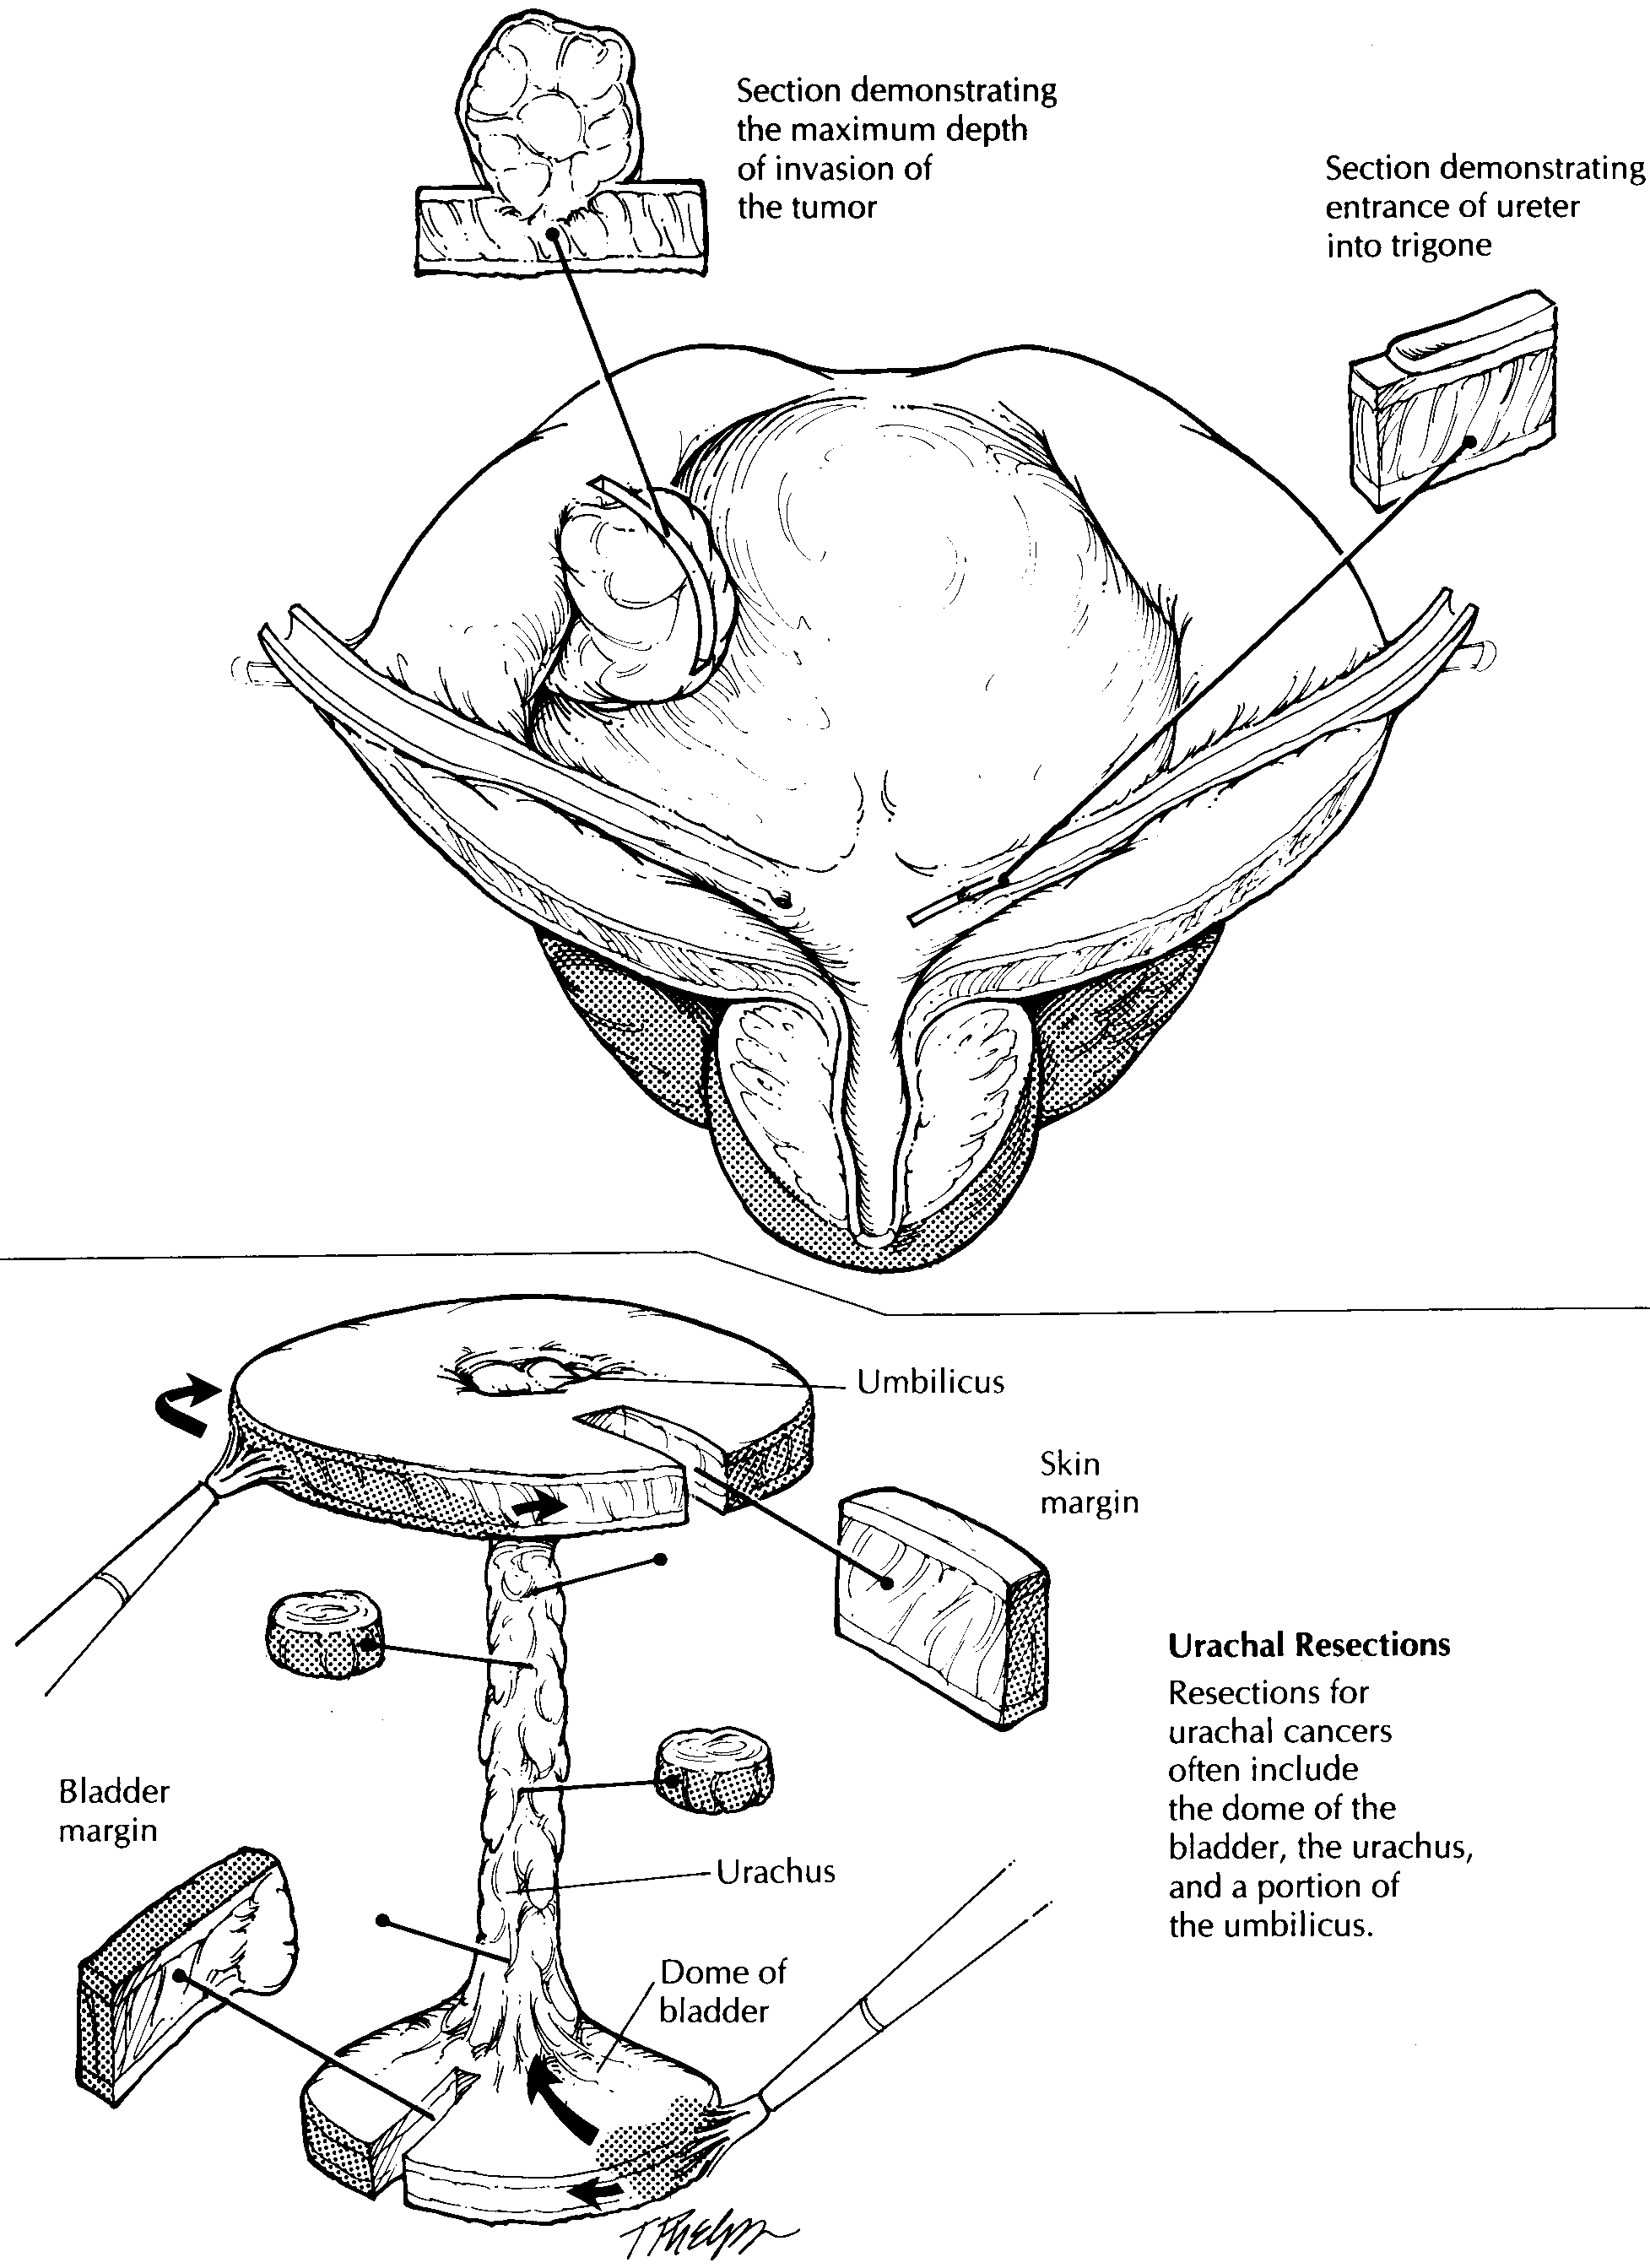 Section demonstrating
the maximum depth
of invasion of
the tumor
Section demonstrating
entrance of ureter
into trigone
Umbilicus
Skin
margin
Urachal Resections
Resections for
urachal cancers
often include
the dome of the
bladder, the urachus,
and a portion of
the umbilicus.
Bladder
margin
Urachus
Dome of
bladder